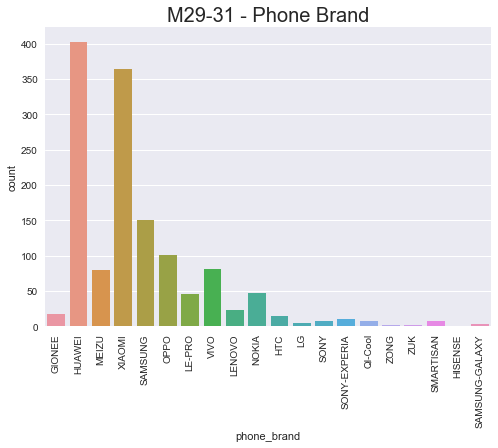 M29-31 - Phone Brand
count
400
350
300
250
200
150
100
50
0
GIONEE
HUAWEI
MEIZU
XIAOMI
SAMSUNG
OPPO
LE-PRO
VIVO
LENOVO
NOKIA
HTC
LG
SONY
SONY-EXPERIA
QI-Cool
ZONG
ZUK
SMARTISAN
HISENSE
SAMSUNG-GALAXY
phone_brand